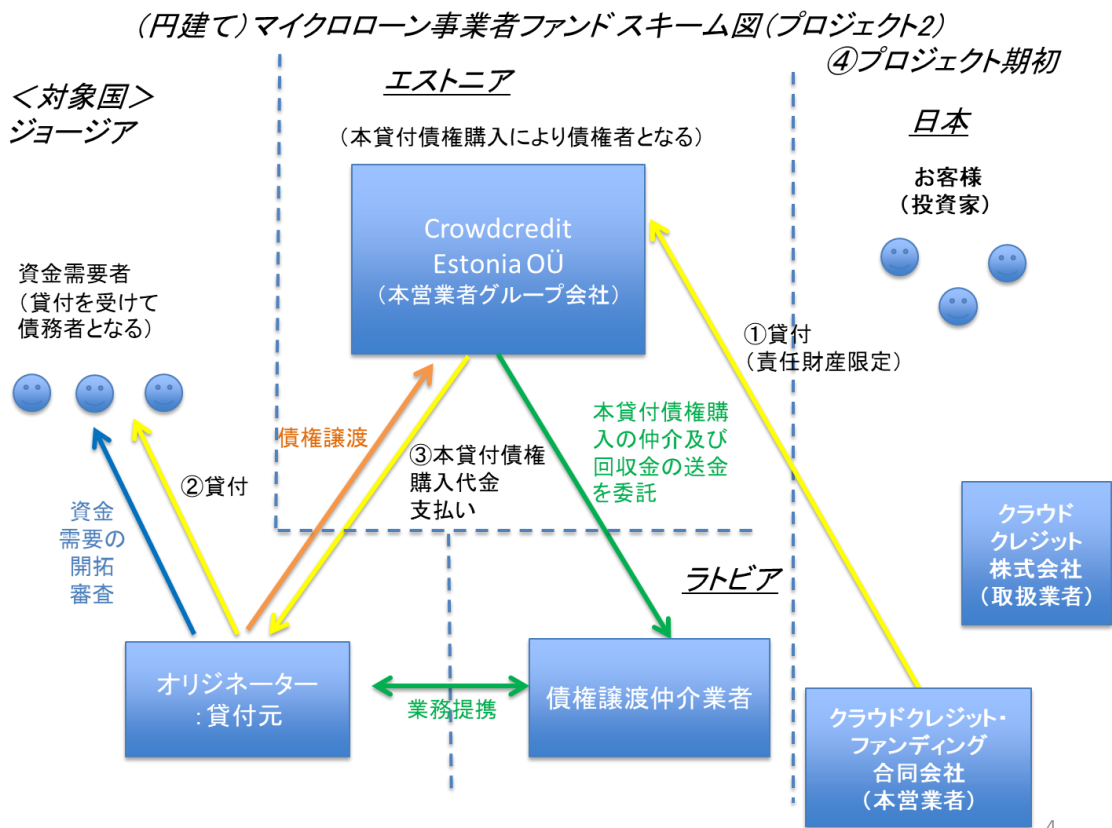 (円建て)マイクロローン事業者ファンド スキーム図(プロジェクト2)
④プロジェクト期初
＜対象国＞
ジョージア
エストニア
(本貸付債権購入により債権者となる)
日本
お客様
(投資家)
Crowdcredit
Estonia OÜ
(本営業者グループ会社)
資金需要者
(貸付を受けて
債務者となる)
①貸付
(責任財産限定)
債権譲渡
③本貸付債権
購入代金
支払い
本貸付債権購
入の仲介及び
回収金の送金
を委託
②貸付
資金
需要の
開拓
審査
クラウド
クレジット
株式会社
(取扱業者)
ラトビア
オリジネーター
:貸付元
業務提携
債権譲渡仲介業者
クラウドクレジット・
ファンディング
合同会社
(本営業者)
4